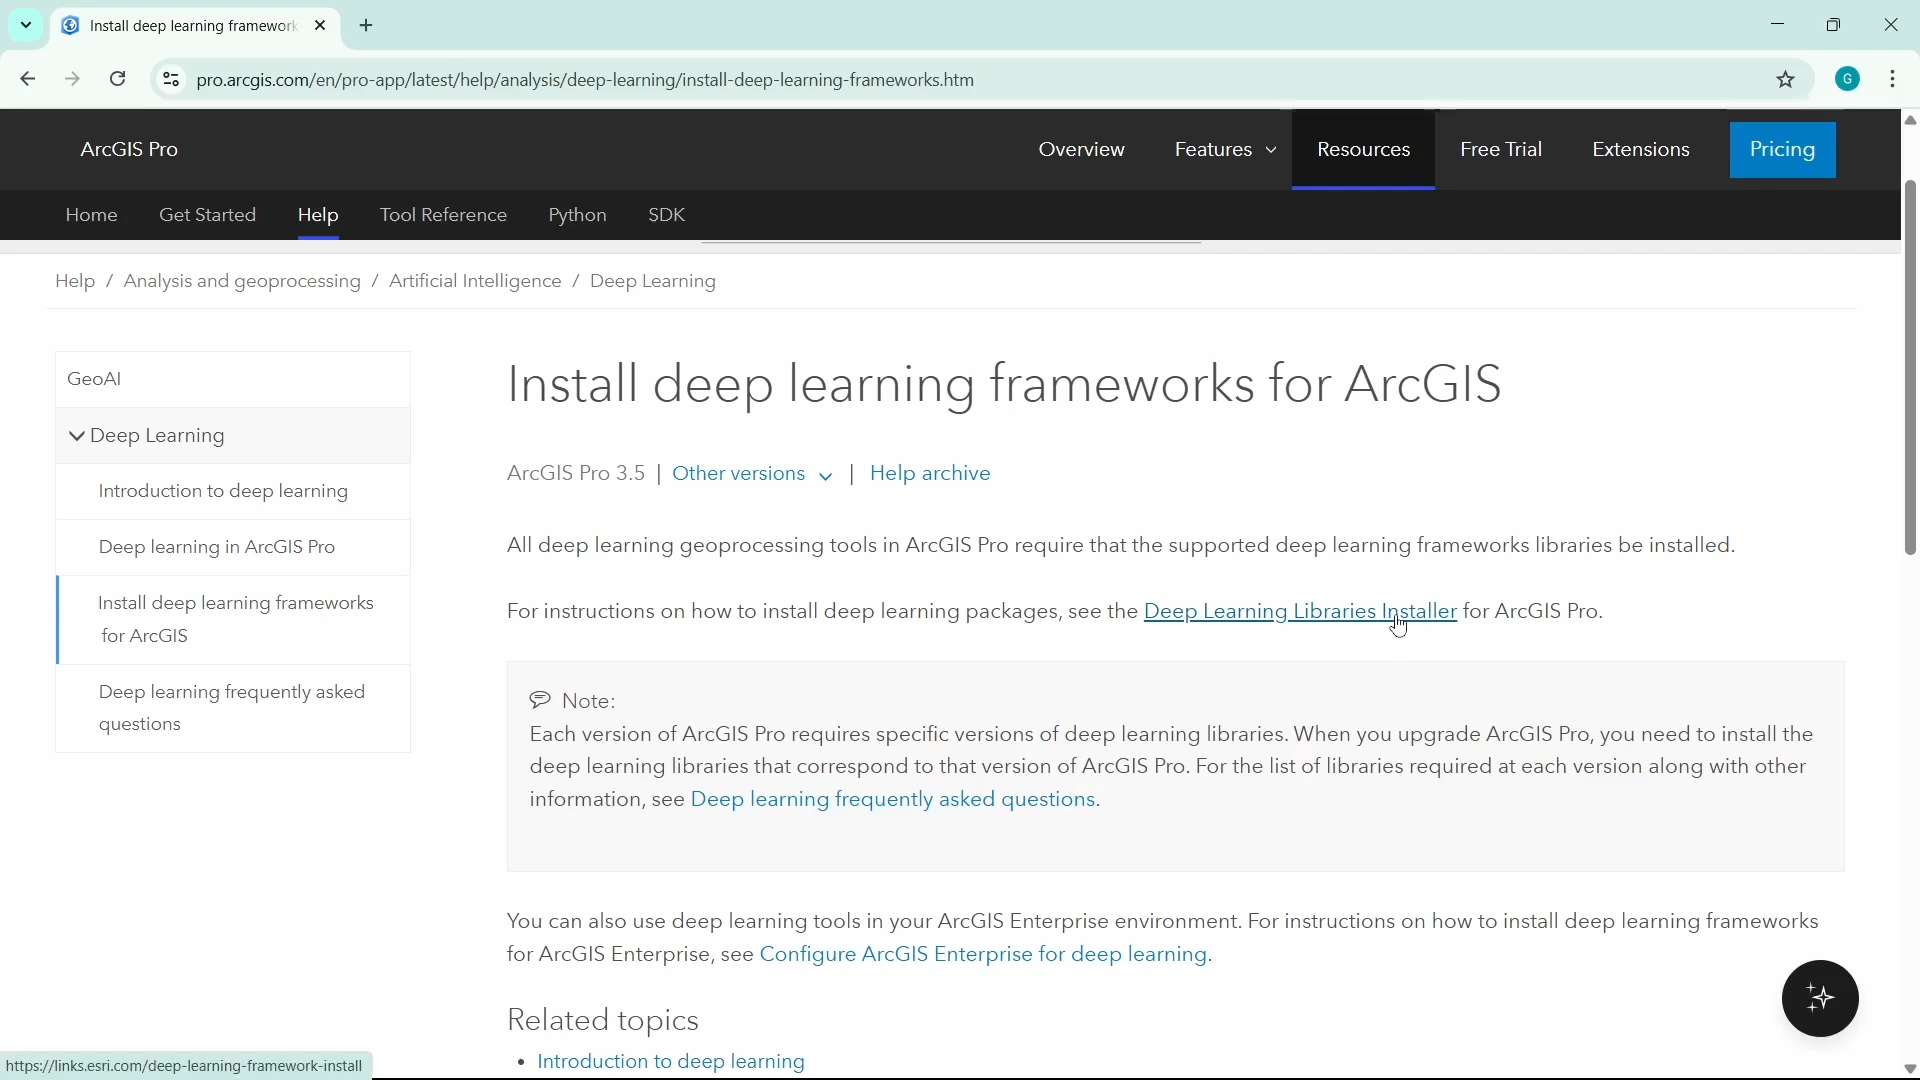 Install deep learning framework
pro.arcgis.com/en/pro-app/latest/help/analysis/deep-learning/install-deep-learning-frameworks.htm
G
ArcGIS Pro
Overview
Features
Resources
Free Trial
Extensions
Pricing
Home
Get Started
Help
Tool Reference
Python
SDK
Help / Analysis and geoprocessing / Artificial Intelligence / Deep Learning
GeoAI
Deep Learning
Introduction to deep learning
Deep learning in ArcGIS Pro
Install deep learning frameworks
for ArcGIS
Deep learning frequently asked
questions
Install deep learning frameworks for ArcGIS
ArcGIS Pro 3.5 | Other versions | Help archive
All deep learning geoprocessing tools in ArcGIS Pro require that the supported deep learning frameworks libraries be installed.
For instructions on how to install deep learning packages, see the Deep Learning Libraries Installer for ArcGIS Pro.
Note:
Each version of ArcGIS Pro requires specific versions of deep learning libraries. When you upgrade ArcGIS Pro, you need to install the
deep learning libraries that correspond to that version of ArcGIS Pro. For the list of libraries required at each version along with other
information, see Deep learning frequently asked questions.
You can also use deep learning tools in your ArcGIS Enterprise environment. For instructions on how to install deep learning frameworks
for ArcGIS Enterprise, see Configure ArcGIS Enterprise for deep learning.
Related topics
• Introduction to deep learning
https://links.esri.com/deep-learning-framework-install